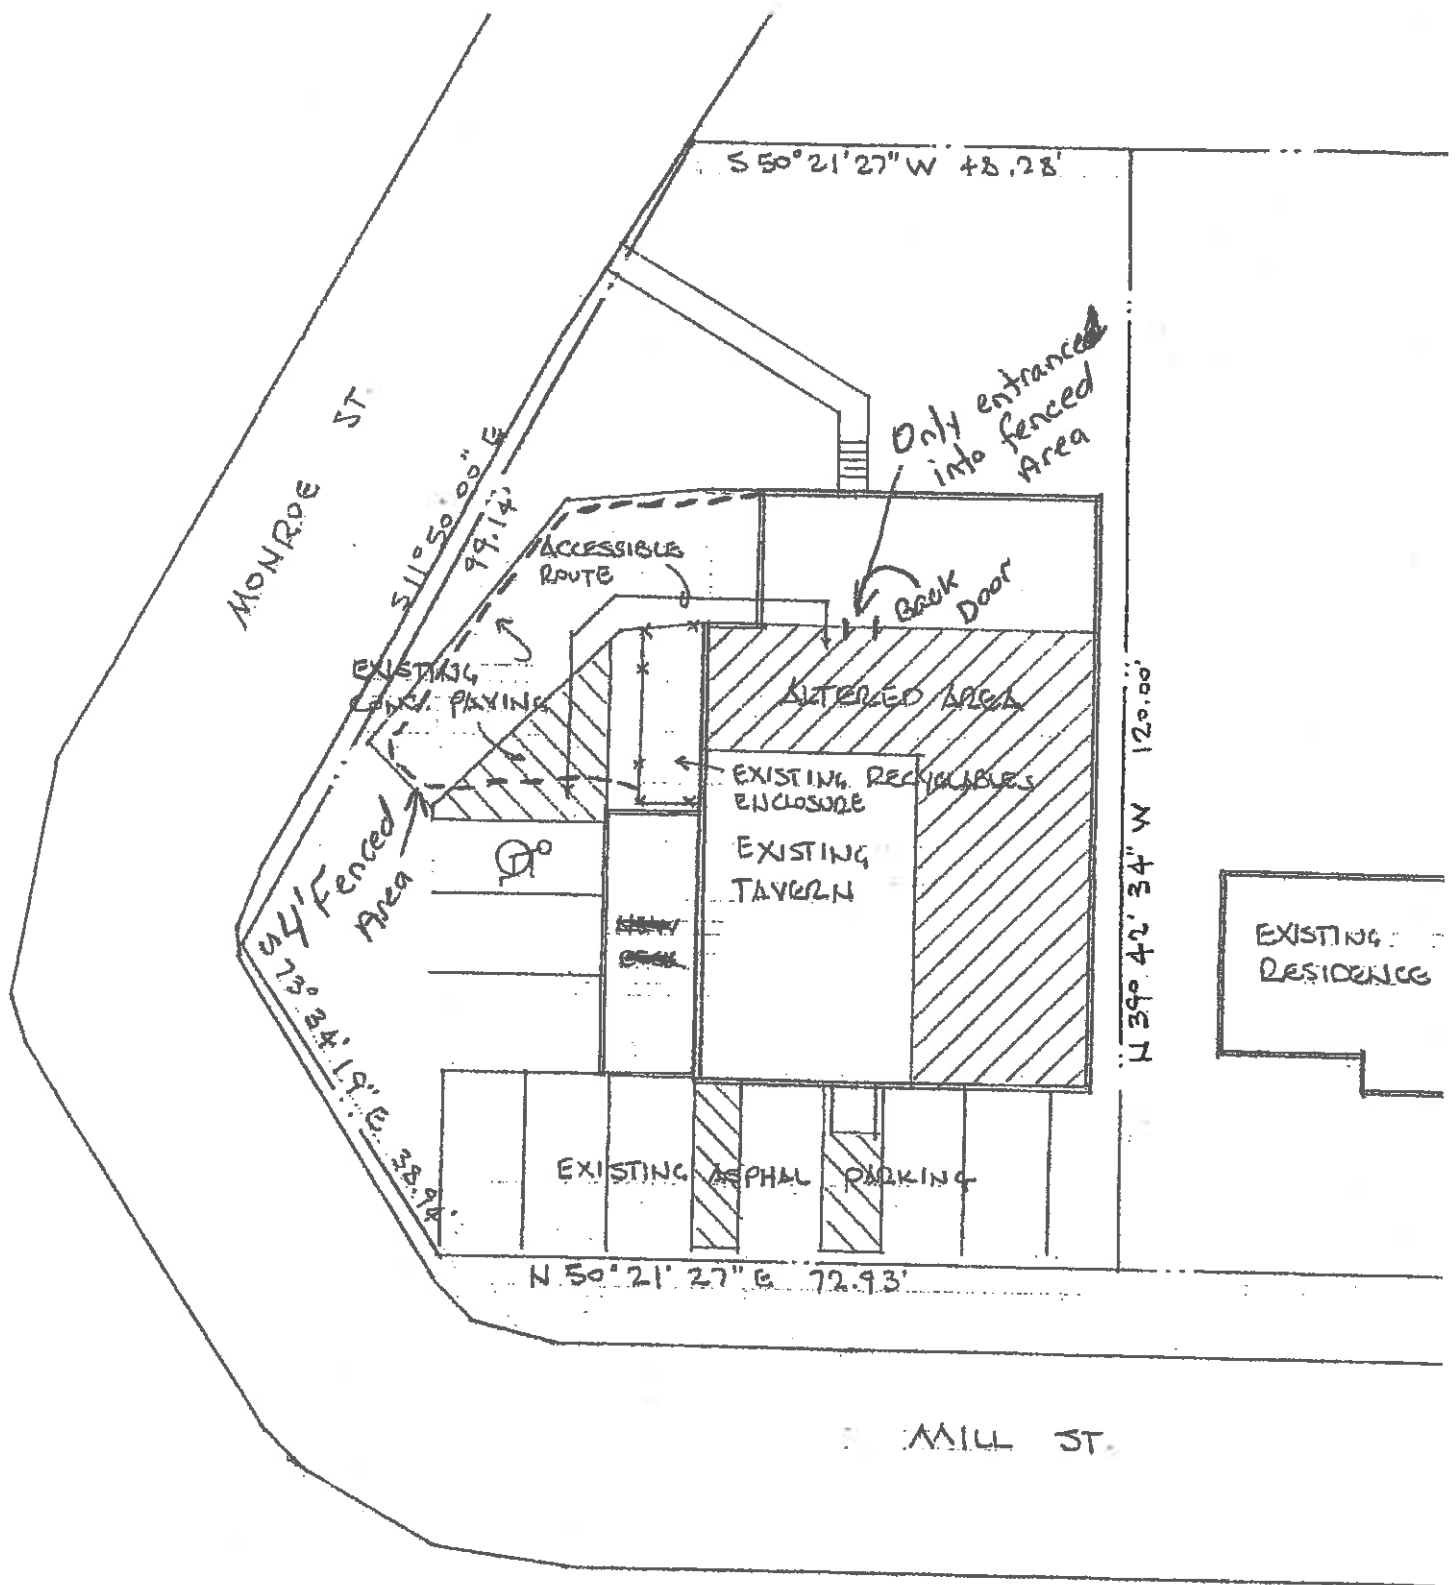 S 50° 21' 27" W 48.28'
MONROE ST.
S 11° 50' 00" E
99.14'
Only entrance
into fenced
Area
ACCESSIBLE
ROUTE
Back
Door
EXISTING
CONC. PAVING
ALTERED AREA
EXISTING RECYCLABLES
ENCLOSURE
EXISTING
TAVERN
4' Fenced
Area
N 39° 42' 34" W 120.00'
EXISTING
RESIDENCE
S 73° 34' 19" E 38.94'
EXISTING ASPHAL PARKING
N 50° 21' 27" E 72.93'
MILL ST.